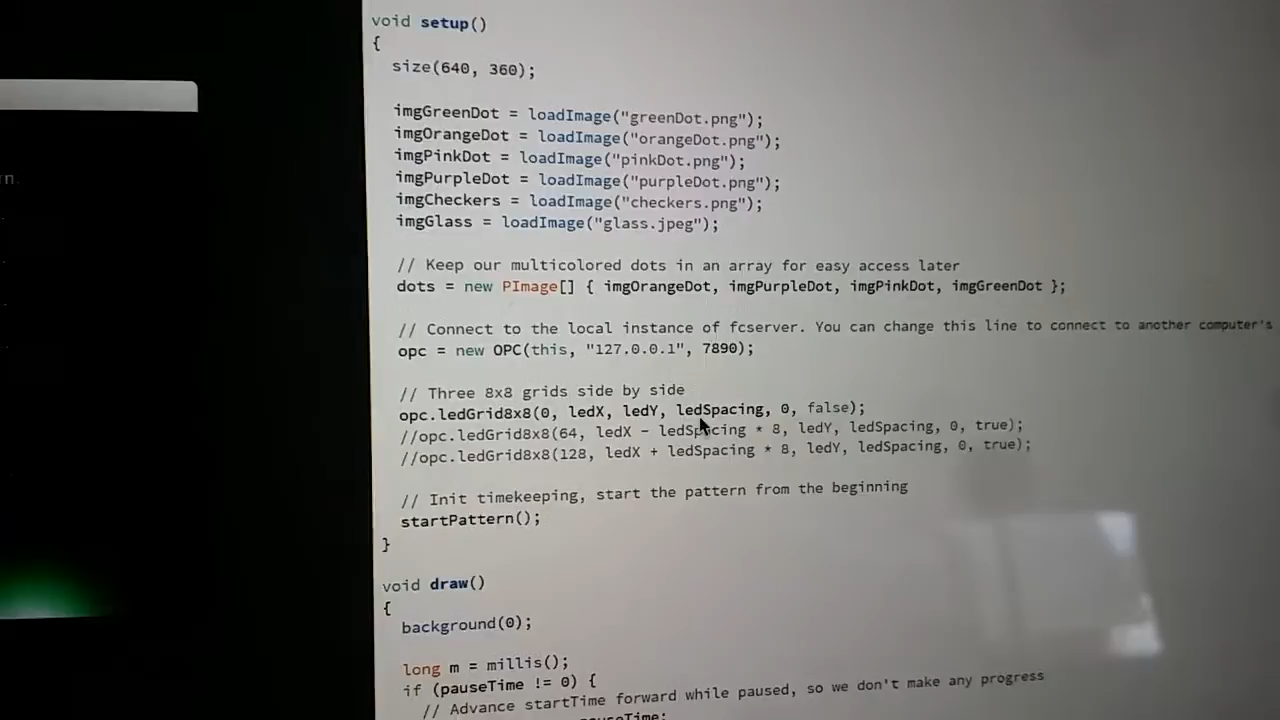 void setup()
{
size(640, 360);
imgGreenDot = loadImage("greenDot.png");
imgOrangeDot = loadImage("orangeDot.png");
imgPinkDot = loadImage("pinkDot.png");
imgPurpleDot = loadImage("purpleDot.png");
imgCheckers = loadImage("checkers.png");
imgGlass = loadImage("glass.jpeg");
// Keep our multicolored dots in an array for easy access later
dots = new PImage[] { imgOrangeDot, imgPurpleDot, imgPinkDot, imgGreenDot };
// Connect to the local instance of fcserver. You can change this line to connect to another computer's
opc = new OPC(this, "127.0.0.1", 7890);
// Three 8x8 grids side by side
opc.ledGrid8x8(0, ledX, ledY, ledSpacing, 0, false);
//opc.ledGrid8x8(64, ledX - ledSpacing * 8, ledY, ledSpacing, 0, true);
//opc.ledGrid8x8(128, ledX + ledSpacing * 8, ledY, ledSpacing, 0, true);
// Init timekeeping, start the pattern from the beginning
startPattern();
}
void draw()
{
background(0);
long m = millis();
if (pauseTime != 0) {
// Advance startTime forward while paused, so we don't make any progress
pauseTime;